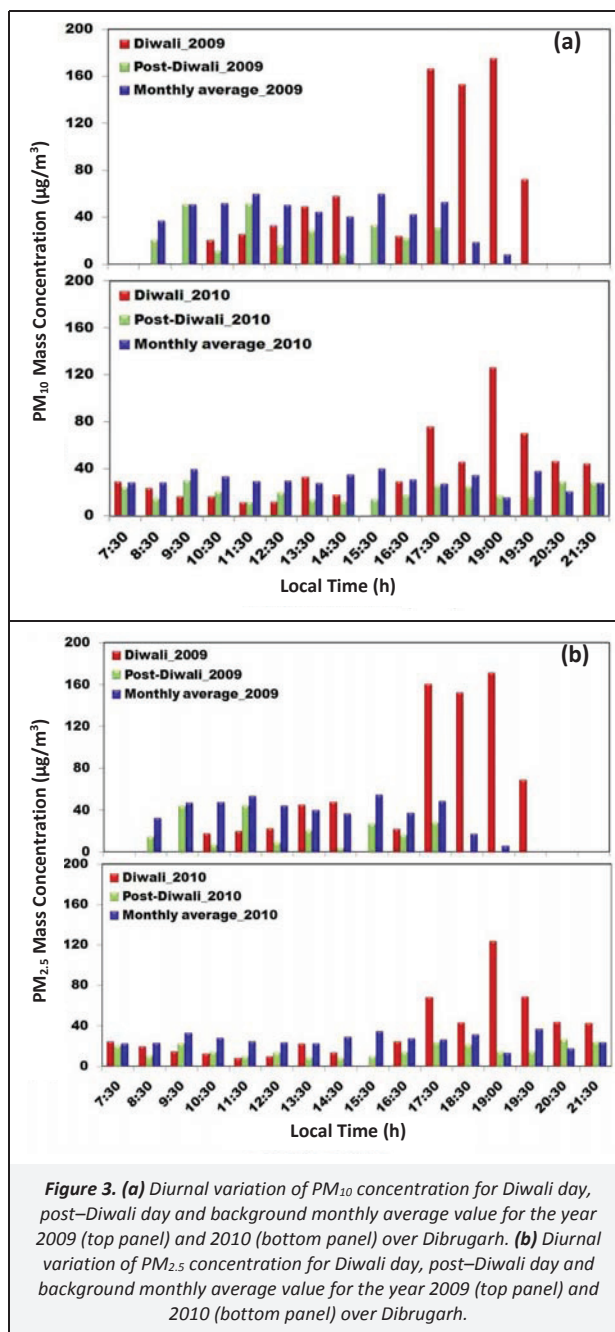 (a)
200
160
120
80
40
0
Diwali_2009
Post-Diwali_2009
Monthly average_2009
PM₁₀ Mass Concentration (µg/m³)
200
160
120
80
40
0
Diwali_2010
Post-Diwali_2010
Monthly average_2010
7:30 8:30 9:30 10:30 11:30 12:30 13:30 14:30 15:30 16:30 17:30 18:30 19:00 19:30 20:30 21:30
Local Time (h)
(b)
200
160
120
80
40
0
Diwali_2009
Post-Diwali_2009
Monthly average_2009
PM₂.₅ Mass Concentration (µg/m³)
200
160
120
80
40
0
Diwali_2010
Post-Diwali_2010
Monthly average_2010
7:30 8:30 9:30 10:30 11:30 12:30 13:30 14:30 15:30 16:30 17:30 18:30 19:00 19:30 20:30 21:30
Local Time (h)
Figure 3. (a) Diurnal variation of PM₁₀ concentration for Diwali day,
post–Diwali day and background monthly average value for the year
2009 (top panel) and 2010 (bottom panel) over Dibrugarh. (b) Diurnal
variation of PM₂.₅ concentration for Diwali day, post–Diwali day and
background monthly average value for the year 2009 (top panel) and
2010 (bottom panel) over Dibrugarh.